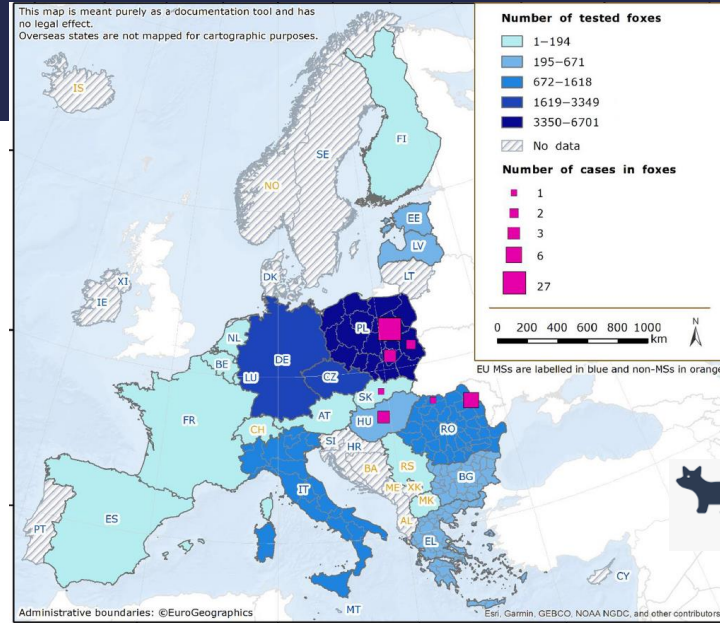 This map is meant purely as a documentation tool and has
no legal effect.
Overseas states are not mapped for cartographic purposes.
Number of tested foxes
1–194
195–671
672–1618
1619–3349
3350–6701
No data
Number of cases in foxes
1
2
3
6
27
0 200 400 600 800 1000
km
N
EU MSs are labelled in blue and non-MSs in orange
IS
FI
SE
NO
EE
LV
LT
DK
XI
IE
NL
PL
BE
DE
LU
CZ
SK
FR
CH
AT
HU
RO
SI
HR
BA
RS
IT
ME
XK
BG
MK
AL
PT
ES
EL
CY
MT
Administrative boundaries: ©EuroGeographics
Esri, Garmin, GEBCO, NOAA NGDC, and other contributors